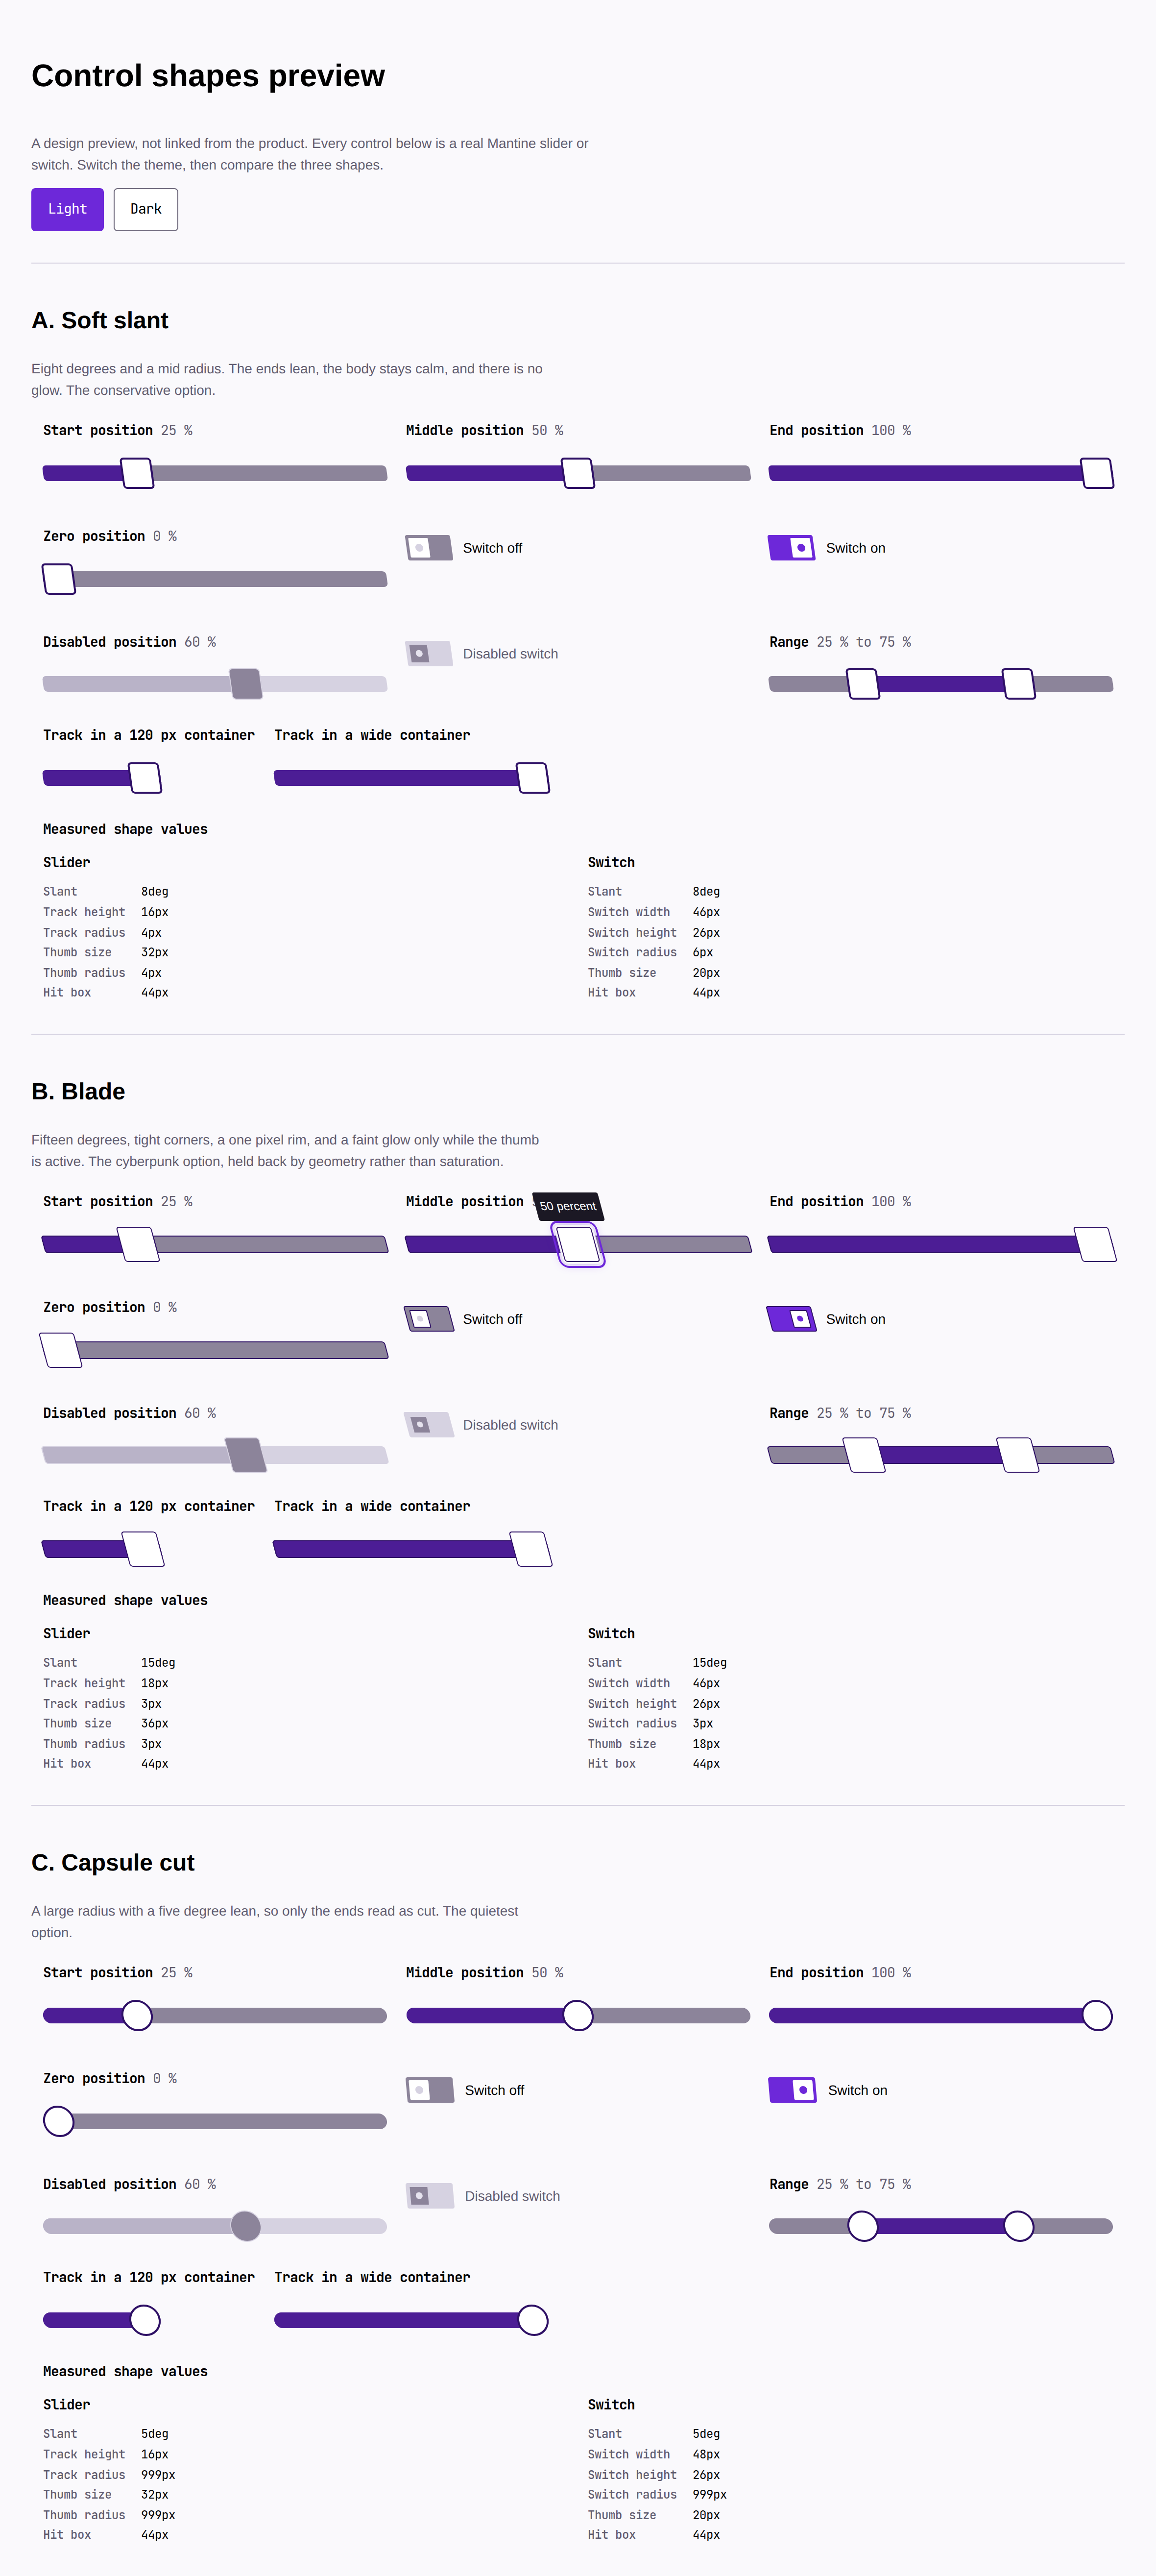 Control shapes preview
A design preview, not linked from the product. Every control below is a real Mantine slider or
switch. Switch the theme, then compare the three shapes.
Light Dark
A. Soft slant
Eight degrees and a mid radius. The ends lean, the body stays calm, and there is no
glow. The conservative option.
Start position 25 % Middle position 50 % End position 100 %
Zero position 0 %
Switch off Switch on
Disabled position 60 %
Disabled switch
Range 25 % to 75 %
Track in a 120 px container Track in a wide container
Measured shape values
Slider
Slant 8deg
Track height 16px
Track radius 4px
Thumb size 32px
Thumb radius 4px
Hit box 44px
Switch
Slant 8deg
Switch width 46px
Switch height 26px
Switch radius 6px
Thumb size 20px
Hit box 44px
B. Blade
Fifteen degrees, tight corners, a one pixel rim, and a faint glow only while the thumb
is active. The cyberpunk option, held back by geometry rather than saturation.
Start position 25 % Middle position End position 100 %
50 percent
Zero position 0 %
Switch off Switch on
Disabled position 60 %
Disabled switch
Range 25 % to 75 %
Track in a 120 px container Track in a wide container
Measured shape values
Slider
Slant 15deg
Track height 18px
Track radius 3px
Thumb size 36px
Thumb radius 3px
Hit box 44px
Switch
Slant 15deg
Switch width 46px
Switch height 26px
Switch radius 3px
Thumb size 18px
Hit box 44px
C. Capsule cut
A large radius with a five degree lean, so only the ends read as cut. The quietest
option.
Start position 25 % Middle position 50 % End position 100 %
Zero position 0 %
Switch off Switch on
Disabled position 60 %
Disabled switch
Range 25 % to 75 %
Track in a 120 px container Track in a wide container
Measured shape values
Slider
Slant 5deg
Track height 16px
Track radius 999px
Thumb size 32px
Thumb radius 999px
Hit box 44px
Switch
Slant 5deg
Switch width 48px
Switch height 26px
Switch radius 999px
Thumb size 20px
Hit box 44px